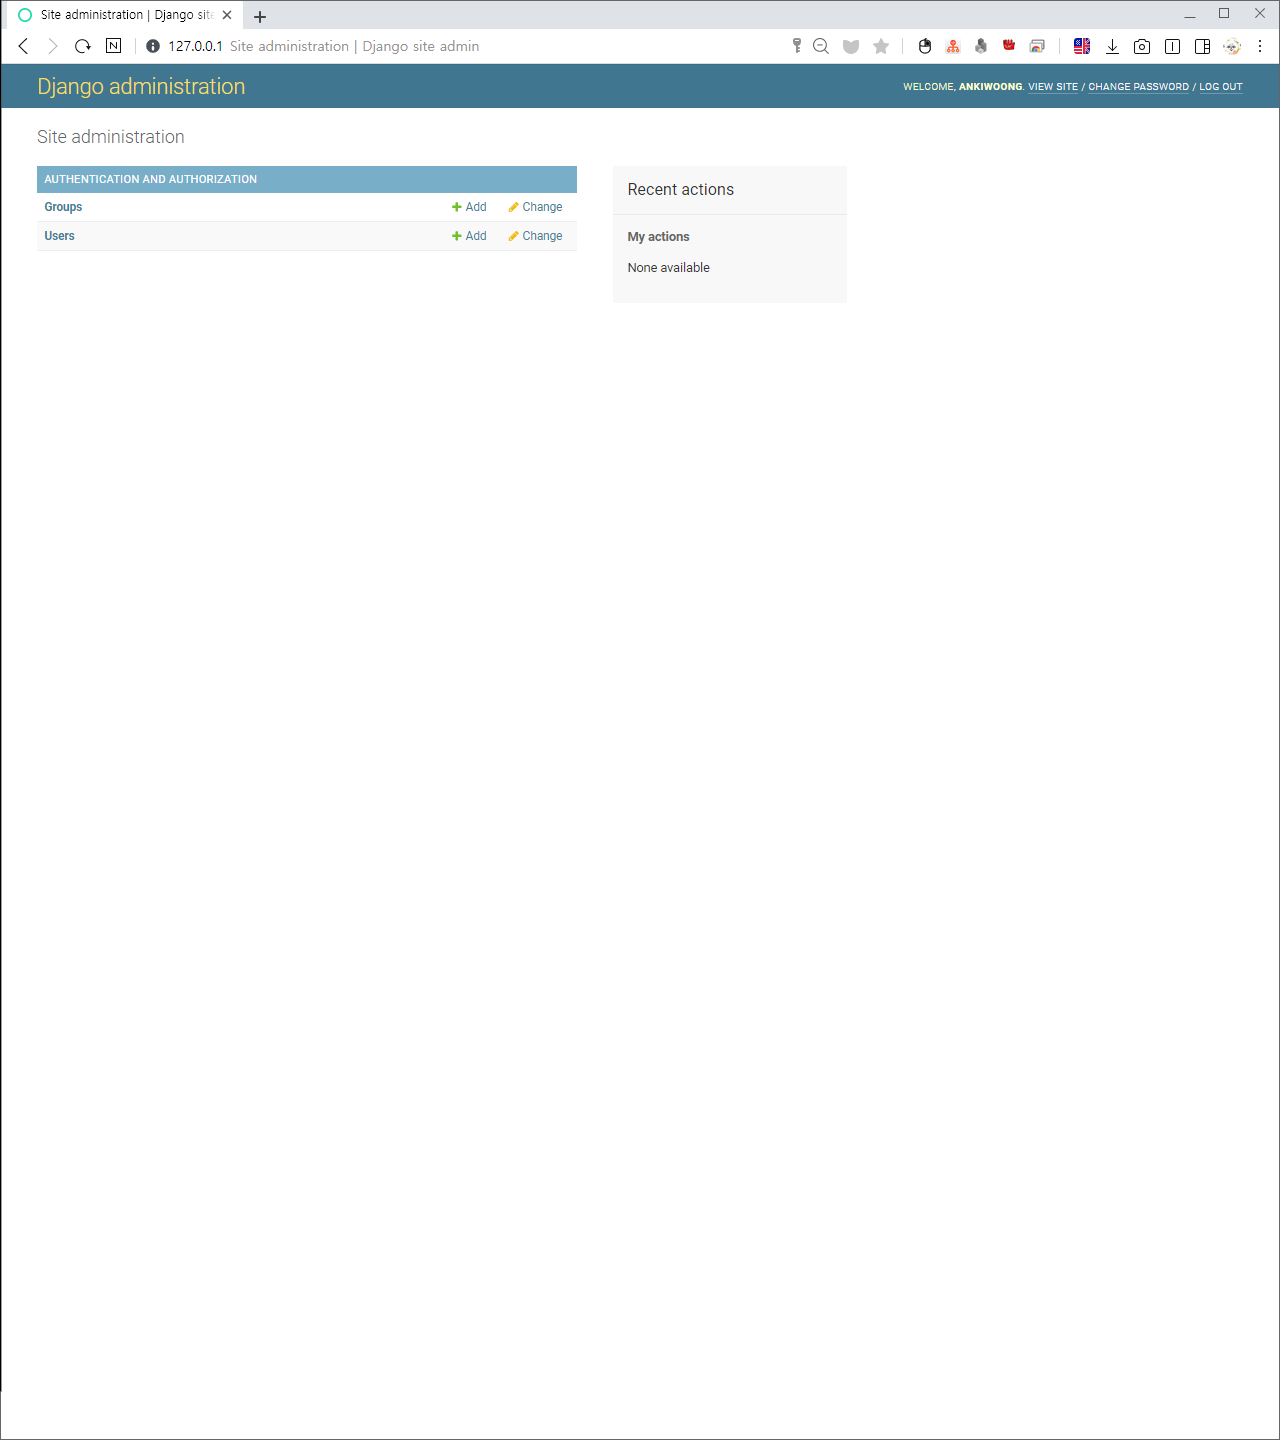 Site administration | Django site
127.0.0.1 Site administration | Django site admin
Django administration
WELCOME, ANKIWOONG. VIEW SITE / CHANGE PASSWORD / LOG OUT
Site administration
AUTHENTICATION AND AUTHORIZATION
Groups Add Change
Users Add Change
Recent actions
My actions
None available